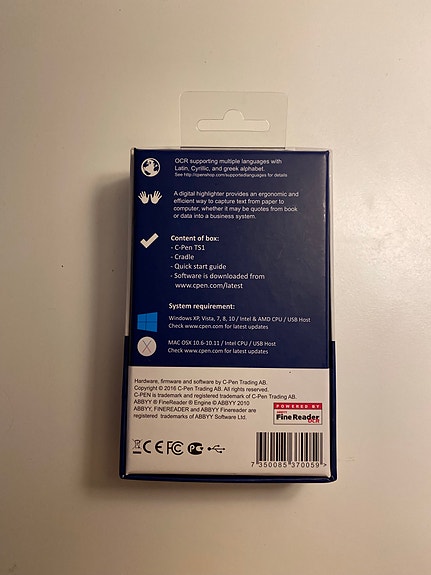 OCR supporting multiple languages with
Latin, Cyrillic, and greek alphabet.
See http://cpenshop.com/supportedlanguages for details
A digital highlighter provides an ergonomic and
efficient way to capture text from paper to
computer, whether it may be quotes from book
or data into a business system.
Content of box:
- C-Pen TS1
- Cradle
- Quick start guide
- Software is downloaded from
www.cpen.com/latest
System requirement:
Windows XP, Vista, 7, 8, 10 / Intel & AMD CPU / USB Host
Check www.cpen.com for latest updates
X
MAC OSX 10.6-10.11 / Intel CPU / USB Host
Check www.cpen.com for latest updates
Hardware, firmware and software by C-Pen Trading AB.
Copyright © 2016 C-Pen Trading AB. All rights reserved.
C-PEN is trademark and registered trademark of C-Pen Trading AB.
ABBYY ® FineReader ® Engine © ABBYY 2010
ABBYY, FINEREADER and ABBYY Finereader are
registered trademarks of ABBYY Software Ltd.
POWERED BY
ABBYY
FineReader
OCR
CE FC PC
7 350085 370059 >